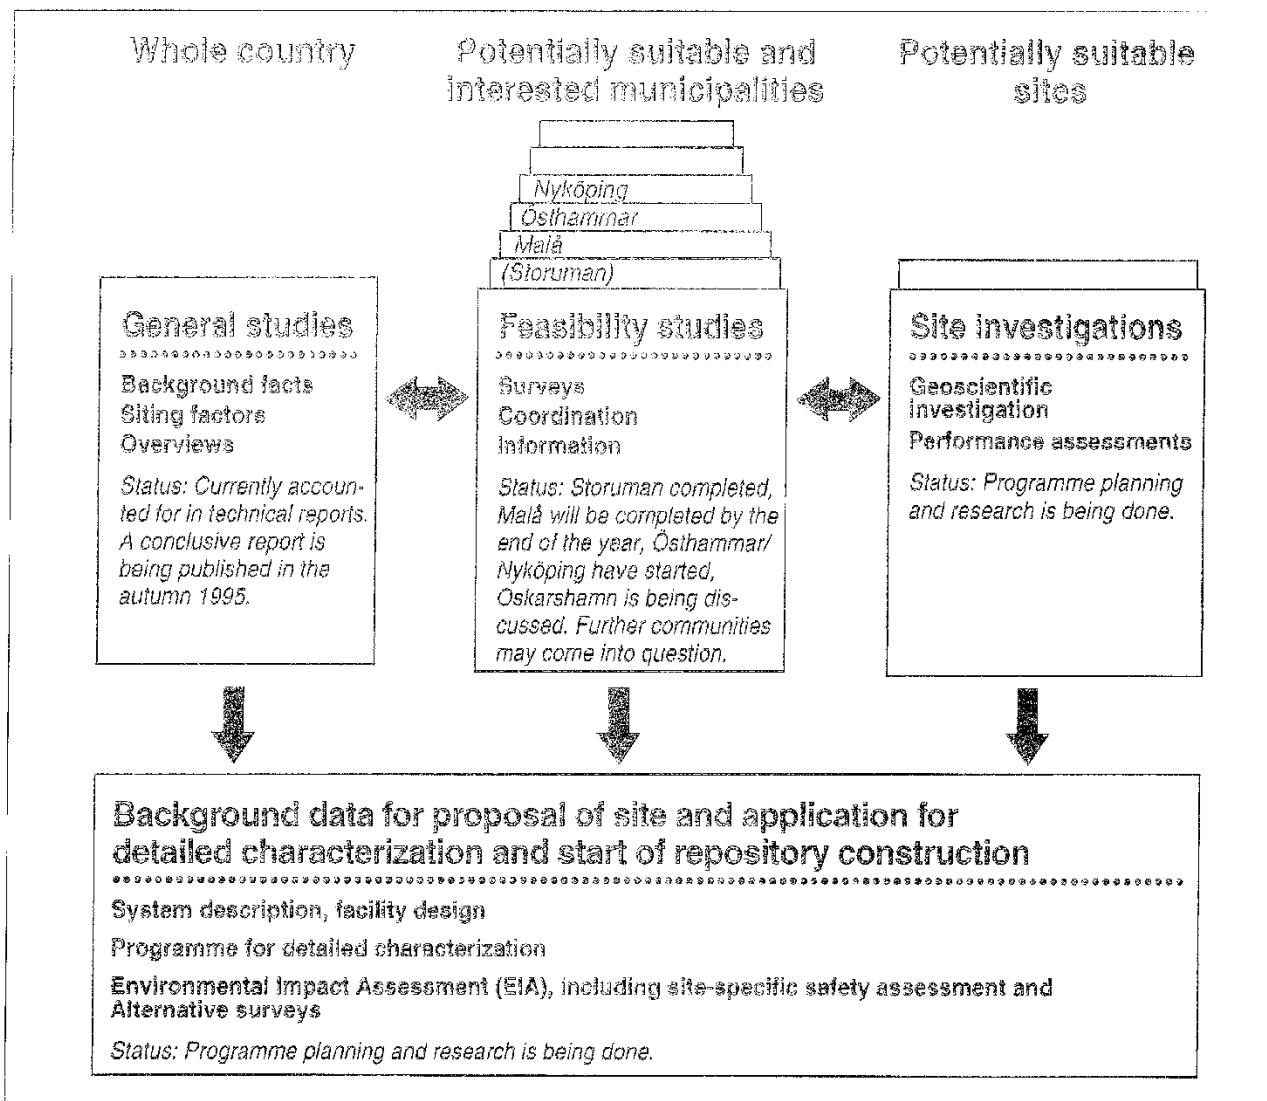 Whole country
Potentially suitable and
interested municipalities
Potentially suitable
sites
Nyköping
Östhammar
Malå
(Storuman)
General studies
Background facts
Siting factors
Overviews
Status: Currently accoun-
ted for in technical reports.
A conclusive report is
being published in the
autumn 1995.
Feasibility studies
Surveys
Coordination
Information
Status: Storuman completed,
Malå will be completed by the
end of the year, Östhammar/
Nyköping have started,
Oskarshamn is being dis-
cussed. Further communities
may come into question.
Site investigations
Geoscientific
investigation
Performance assessments
Status: Programme planning
and research is being done.
Background data for proposal of site and application for
detailed characterization and start of repository construction
System description, facility design
Programme for detailed characterization
Environmental Impact Assessment (EIA), including site-specific safety assessment and
Alternative surveys
Status: Programme planning and research is being done.